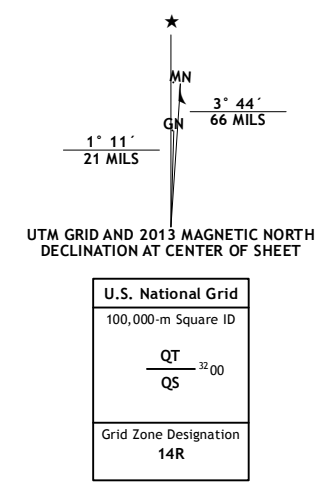 ★
MN
3° 44´
66 MILS
GN
1° 11´
21 MILS
UTM GRID AND 2013 MAGNETIC NORTH
DECLINATION AT CENTER OF SHEET
U.S. National Grid
100,000-m Square ID
QT
3200
QS
Grid Zone Designation
14R